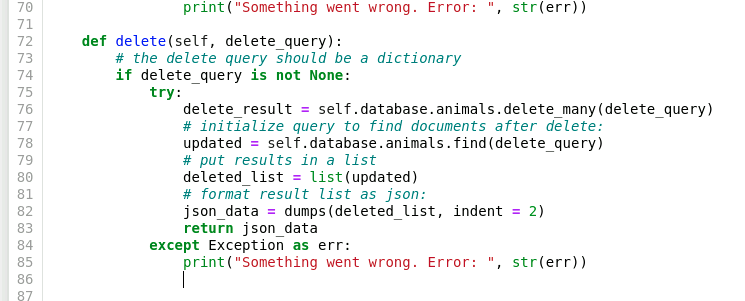 70 print("Something went wrong. Error: ", str(err))
71
72 def delete(self, delete_query):
73 # the delete query should be a dictionary
74 if delete_query is not None:
75 try:
76 delete_result = self.database.animals.delete_many(delete_query)
77 # initialize query to find documents after delete:
78 updated = self.database.animals.find(delete_query)
79 # put results in a list
80 deleted_list = list(updated)
81 # format result list as json:
82 json_data = dumps(deleted_list, indent = 2)
83 return json_data
84 except Exception as err:
85 print("Something went wrong. Error: ", str(err))
86
87